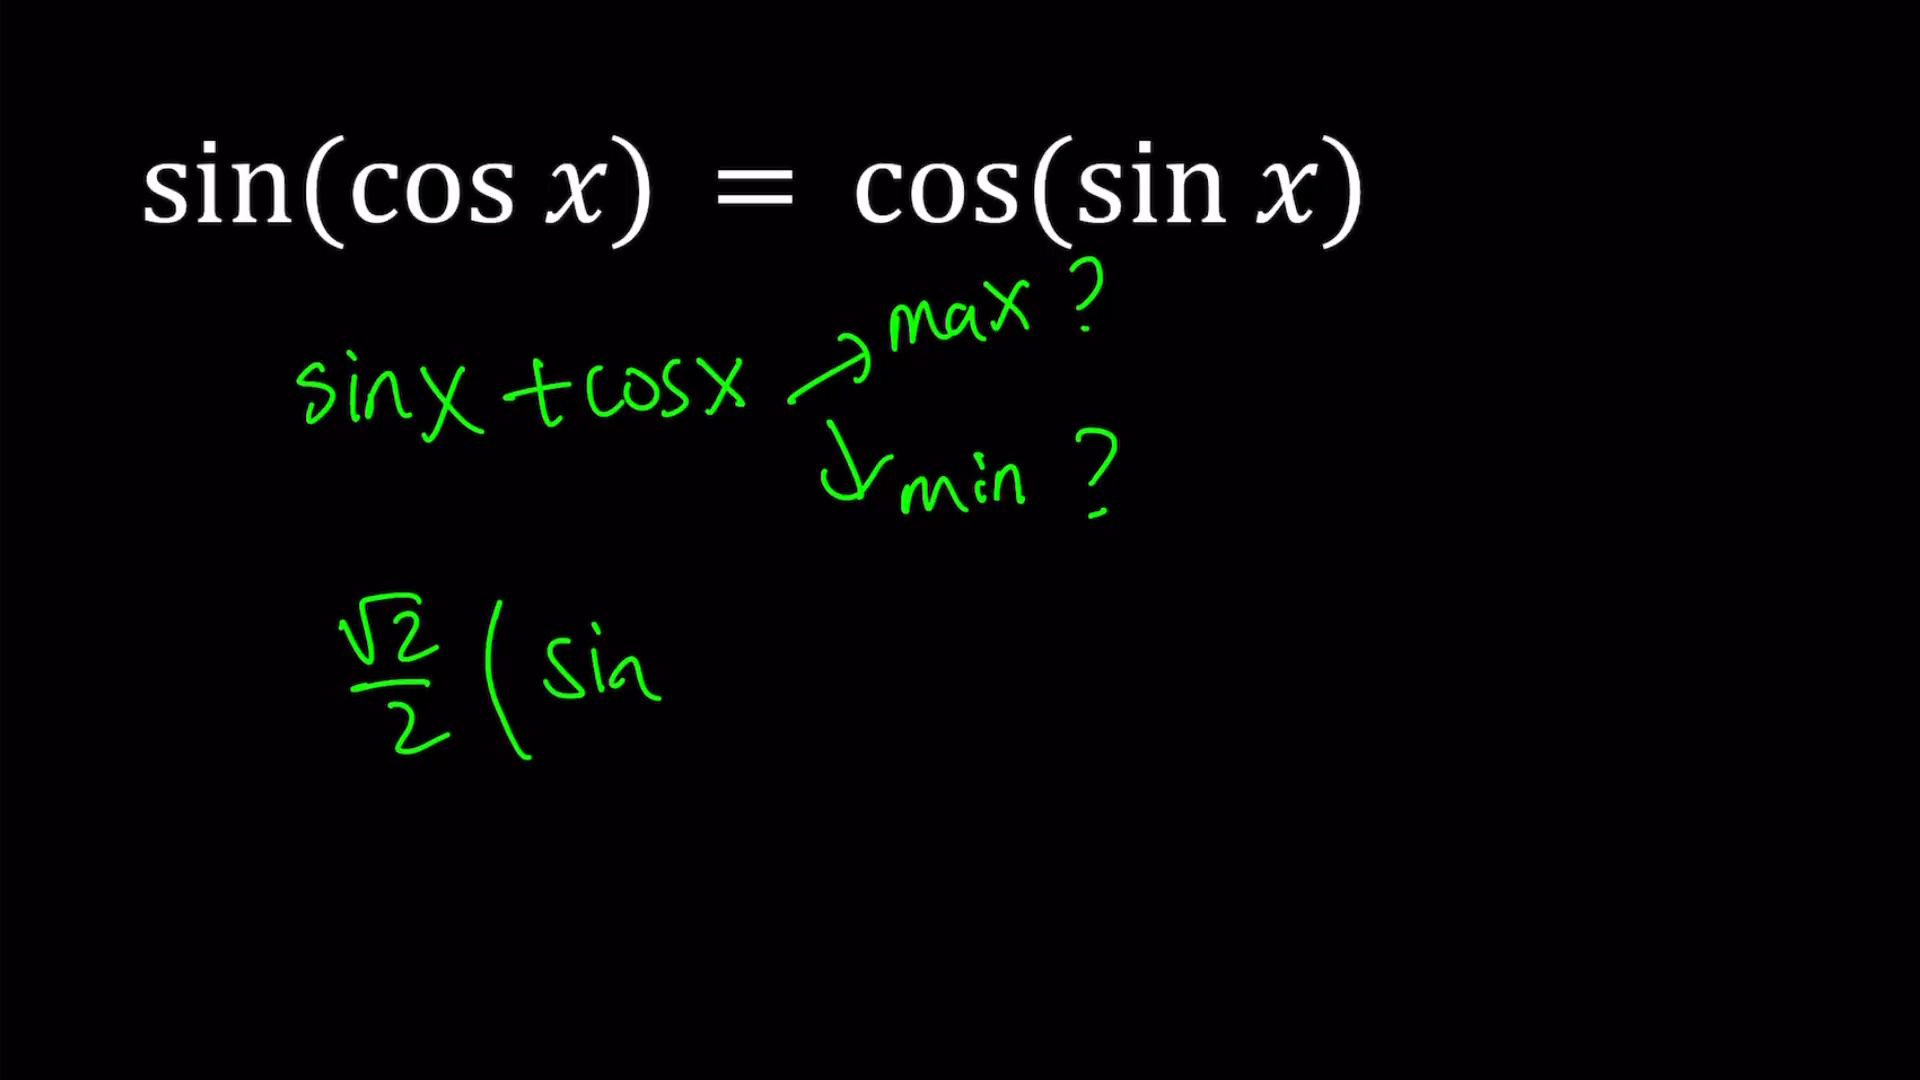 sin(cos x) = cos(sin x)
max ?
sinx + cosx
min ?
√2/2 ( sin